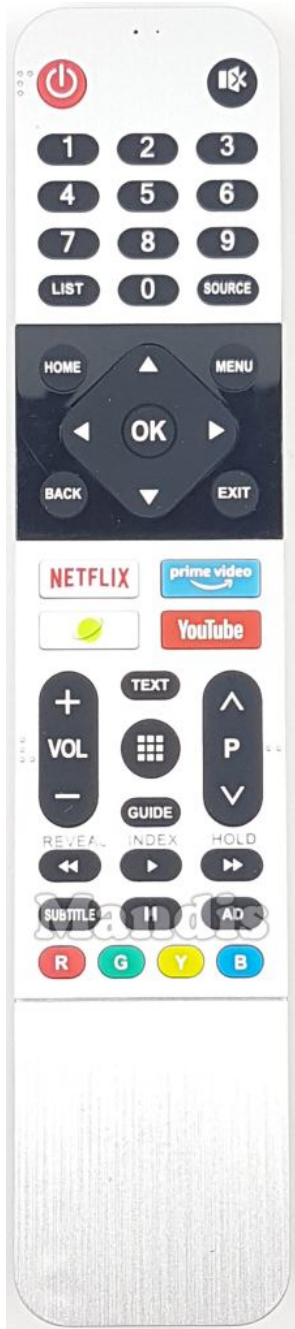 1 2 3
4 5 6
7 8 9
LIST 0 SOURCE
HOME MENU
OK
BACK EXIT
NETFLIX prime video
YouTube
TEXT
+ ∧
VOL P
− ∨
GUIDE
REVEAL INDEX HOLD
SUBTITLE AD
Mandis
R G Y B